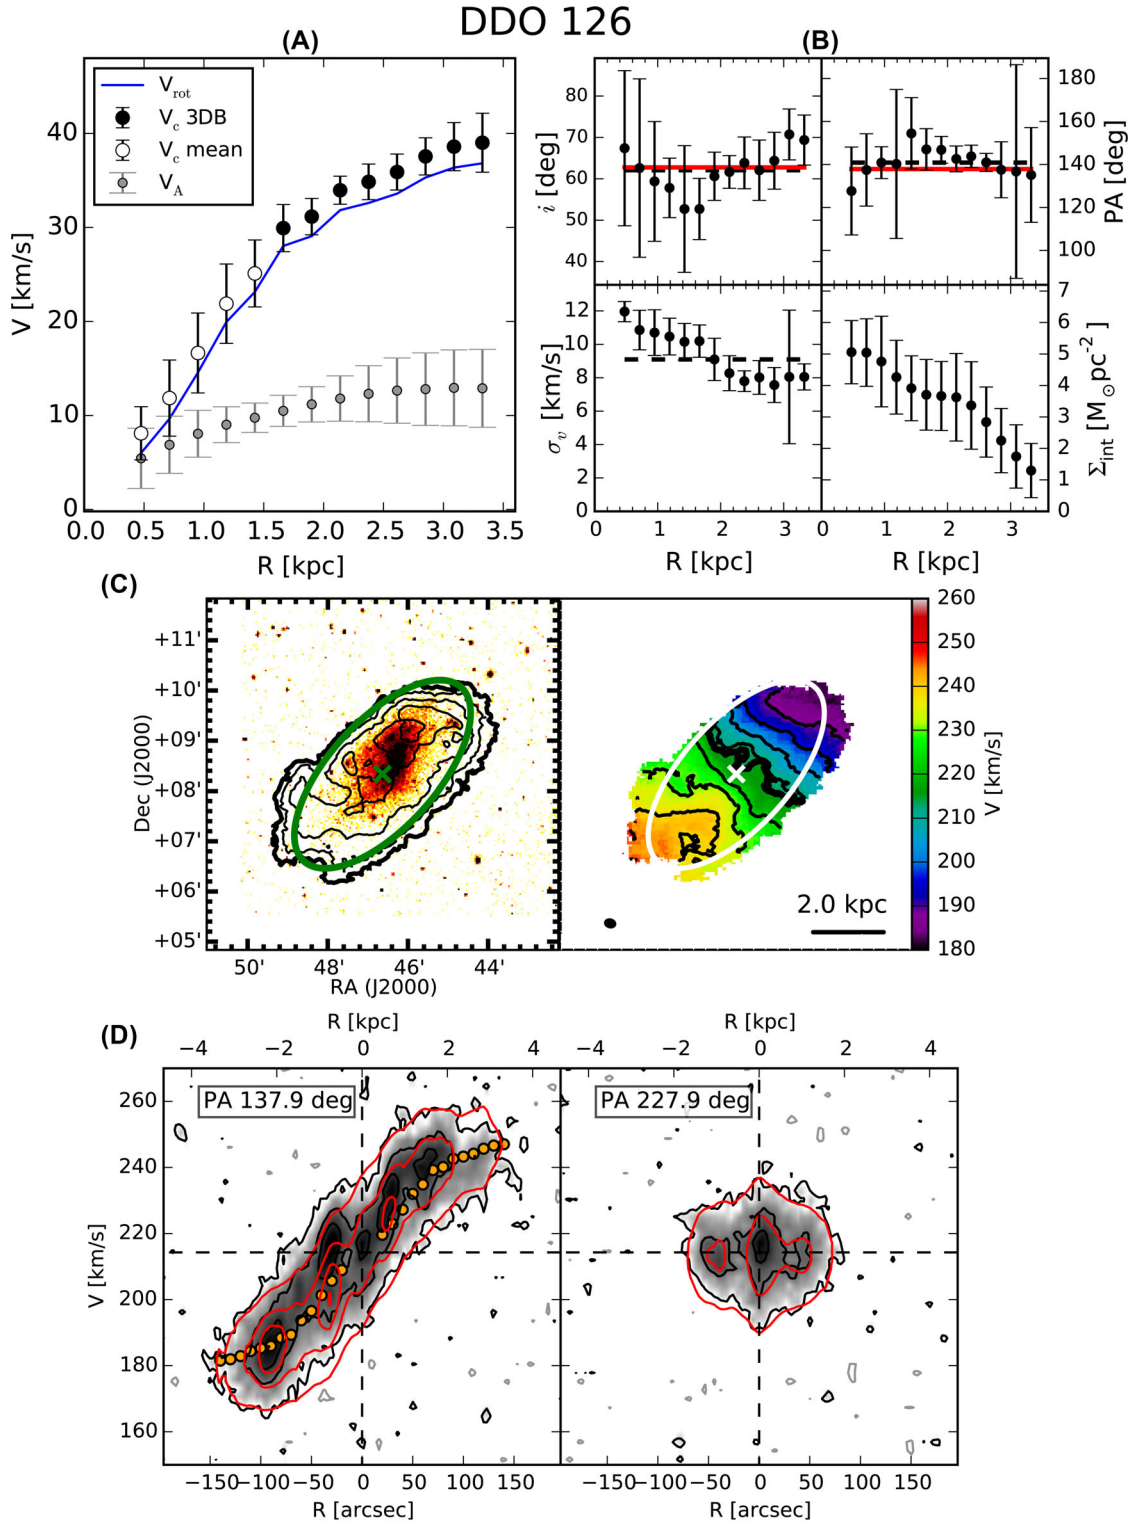 DDO 126
(A)
(B)
V_rot
V_c 3DB
V_c mean
V_A
V [km/s]
40
30
20
10
0
0.0 0.5 1.0 1.5 2.0 2.5 3.0 3.5
R [kpc]
i [deg]
80
70
60
50
40
180
160
140
120
100
PA [deg]
σ_v [km/s]
12
10
8
6
4
2
0
7
6
5
4
3
2
1
0
Σ_int [M_⊙pc⁻²]
0 1 2 3
0 1 2 3
R [kpc]
R [kpc]
(C)
Dec (J2000)
+11'
+10'
+09'
+08'
+07'
+06'
+05'
50' 48' 46' 44'
RA (J2000)
2.0 kpc
260
250
240
230
220
210
200
190
180
V [km/s]
(D)
R [kpc]
R [kpc]
−4 −2 0 2 4
−4 −2 0 2 4
PA 137.9 deg
PA 227.9 deg
V [km/s]
260
240
220
200
180
160
−150 −100 −50 0 50 100 150
−150 −100 −50 0 50 100 150
R [arcsec]
R [arcsec]